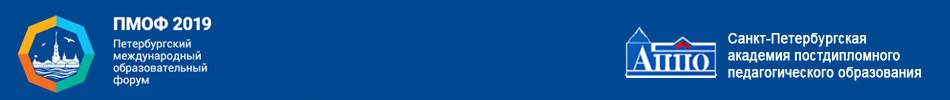 ПМОФ 2019
Петербургский
международный
образовательный
форум
АППО
Санкт-Петербургская
академия постдипломного
педагогического образования